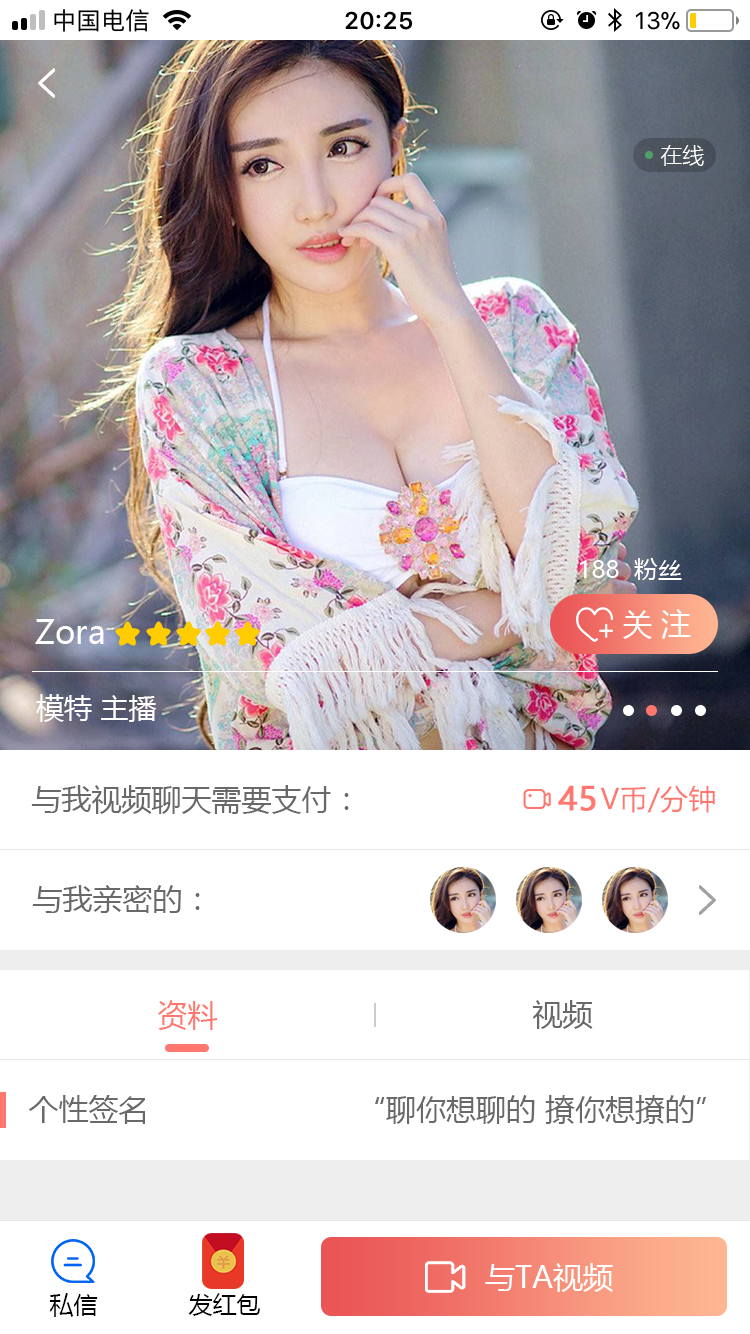 中国电信 20:25 13%
在线
188 粉丝
Zora 关注
模特 主播
与我视频聊天需要支付： 45V币/分钟
与我亲密的：
资料 视频
个性签名 “聊你想聊的 撩你想撩的”
私信 发红包 与TA视频